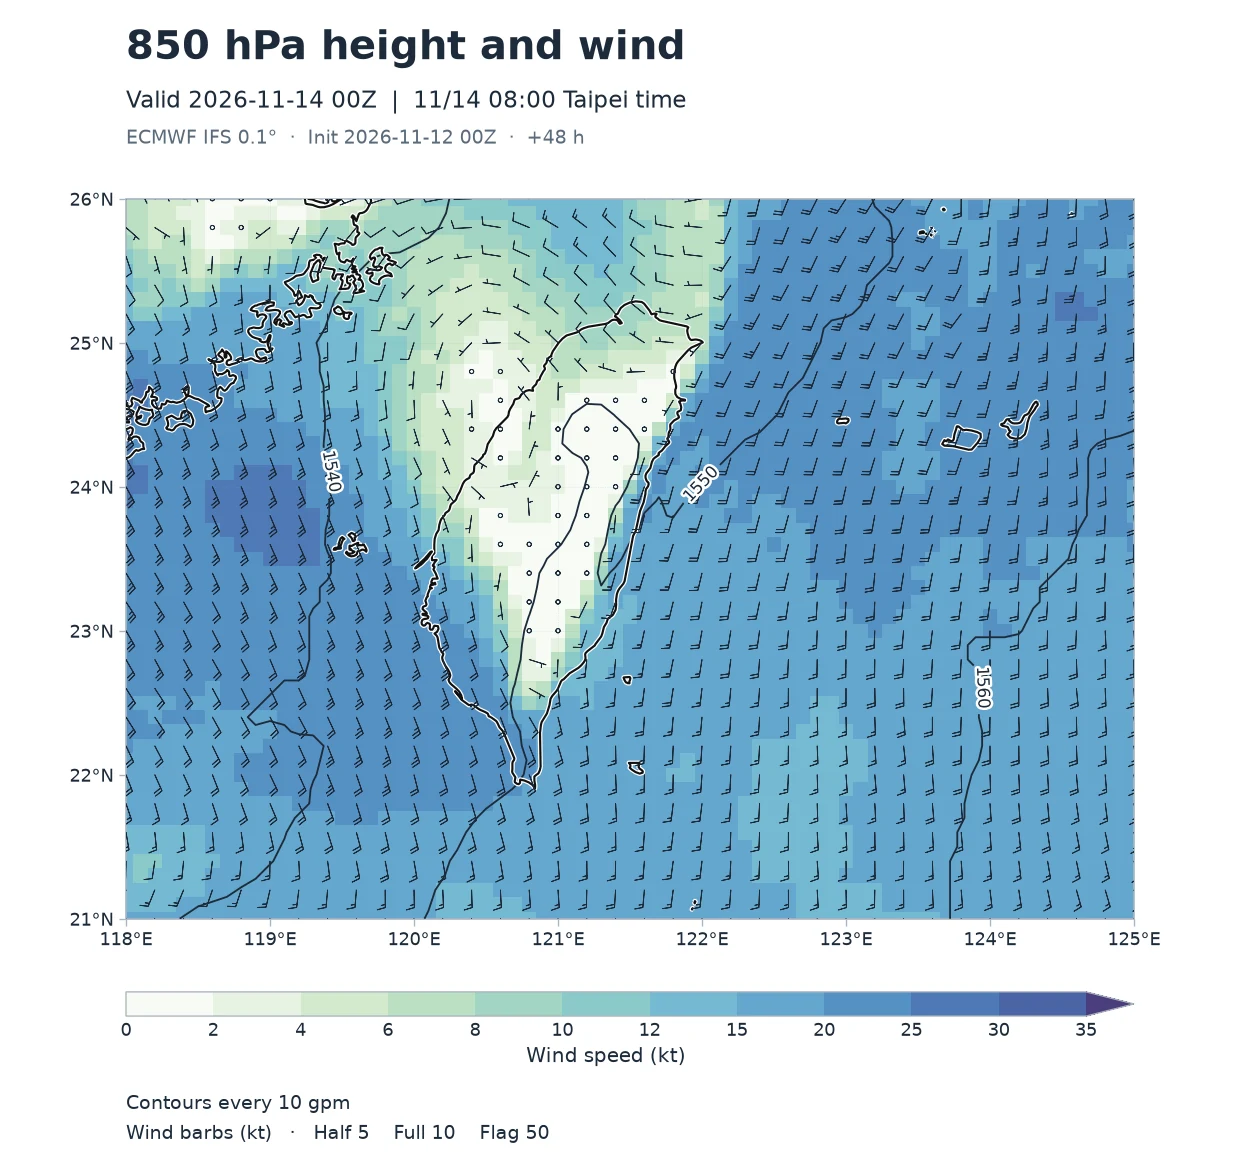 850 hPa height and wind
Valid 2026-11-14 00Z | 11/14 08:00 Taipei time
ECMWF IFS 0.1° · Init 2026-11-12 00Z · +48 h
26°N
25°N
24°N
23°N
22°N
21°N
1540
1550
1560
118°E 119°E 120°E 121°E 122°E 123°E 124°E 125°E
0 2 4 6 8 10 12 15 20 25 30 35
Wind speed (kt)
Contours every 10 gpm
Wind barbs (kt) · Half 5 Full 10 Flag 50